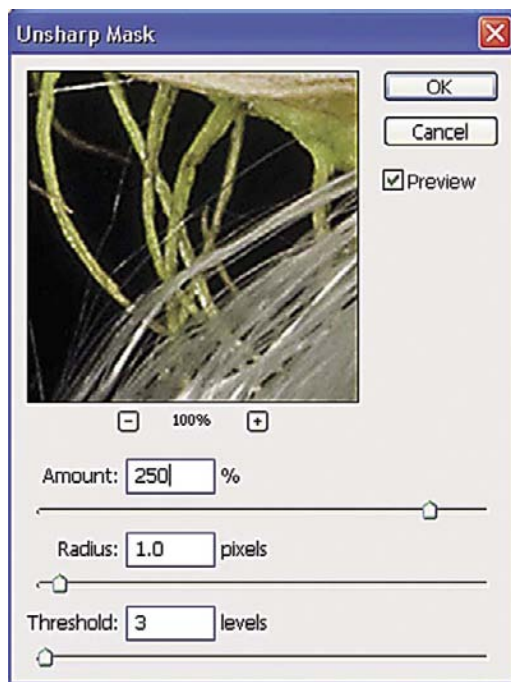 Unsharp Mask
OK
Cancel
Preview
100%
Amount: 250 %
Radius: 1.0 pixels
Threshold: 3 levels